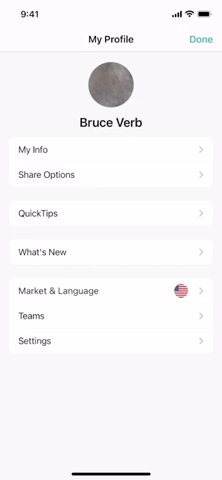 9:41
My Profile
Done
Bruce Verb
My Info
Share Options
QuickTips
What's New
Market & Language
Teams
Settings